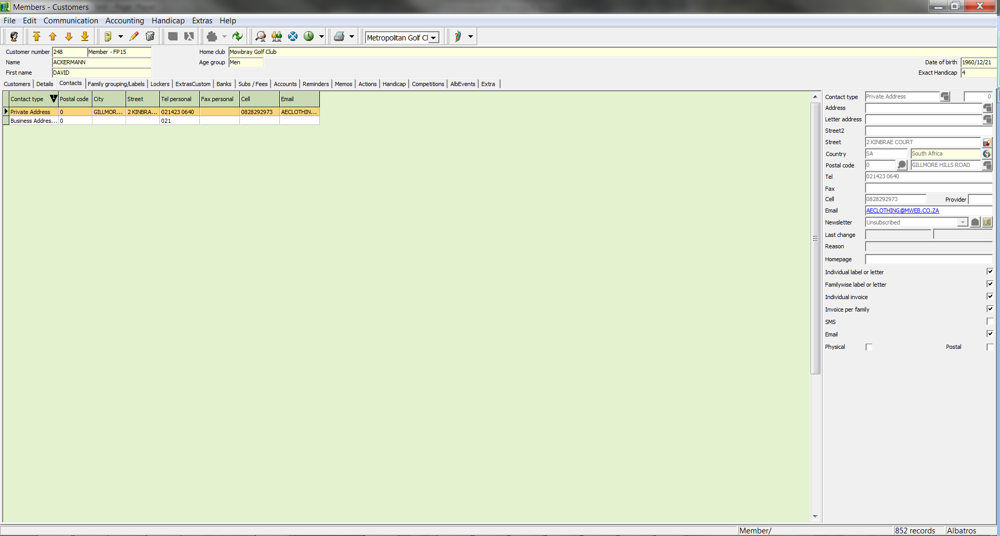 Members - Customers
File Edit Communication Accounting Handicap Extras Help
Metropolitan Golf Cl
Customer number 248 Member - FP15 Home club Mowbray Golf Club
Name ACKERMANN Age group Men Date of birth 1960/12/21
First name DAVID Exact Handicap 4
Customers Details Contacts Family grouping/Labels Lockers ExtrasCustom Banks Subs / Fees Accounts Reminders Memos Actions Handicap Competitions AlbEvents Extra
Contact type 1 Postal code City Street Tel personal Fax personal Cell Email
Private Address 0 GILLMOR... 2 KINBRA... 021423 0640 0828292973 AECLOTHIN...
Business Addres... 0 021
Contact type Private Address 0
Address
Letter address
Street2
Street 2 KINBRAE COURT
Country SA South Africa
Postal code 0 GILLMORE HILLS ROAD
Tel 021423 0640
Fax
Cell 0828292973 Provider
Email AECLOTHING@MWEB.CO.ZA
Newsletter Unsubscribed
Last change
Reason
Homepage
Individual label or letter
Familywise label or letter
Individual invoice
Invoice per family
SMS
Email
Physical Postal
Member/ 852 records Albatros